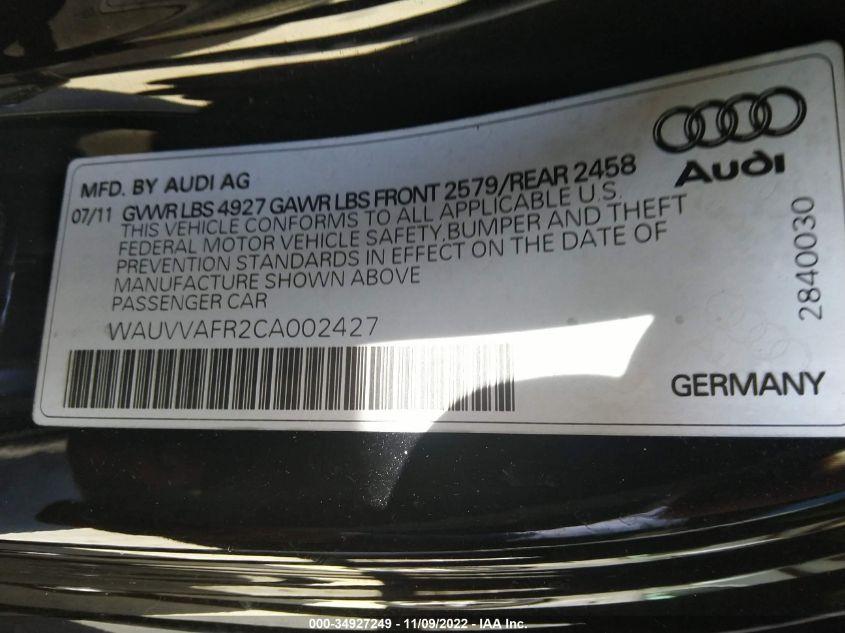 MFD. BY AUDI AG
07/11 GVWR LBS 4927 GAWR LBS FRONT 2579/REAR 2458
THIS VEHICLE CONFORMS TO ALL APPLICABLE U.S.
FEDERAL MOTOR VEHICLE SAFETY, BUMPER AND THEFT
PREVENTION STANDARDS IN EFFECT ON THE DATE OF
MANUFACTURE SHOWN ABOVE
PASSENGER CAR
WAUVVAFR2CA002427
Audi
2840030
GERMANY
000-34927249 - 11/09/2022 - IAA Inc.